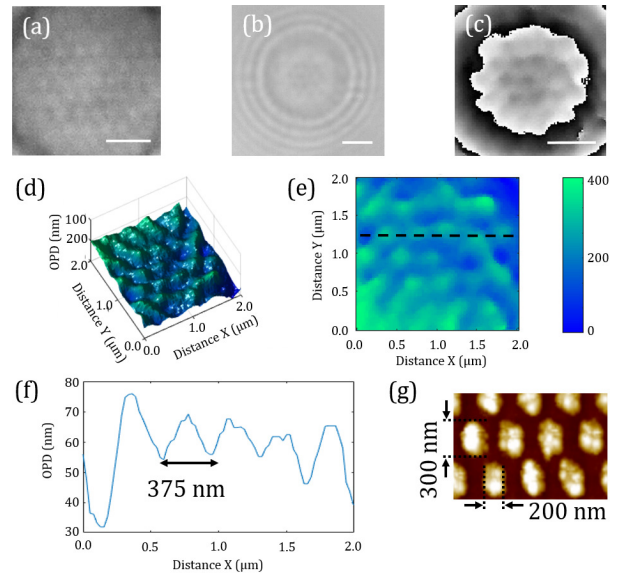 (a)
(b)
(c)
(d)
OPD (nm)
100
200
2.0
1.0
0.0
Distance Y (μm)
0.0
1.0
2.0
Distance X (μm)
(e)
Distance Y (μm)
2.0
1.5
1.0
0.5
0.0
0.0 0.5 1.0 1.5 2.0
Distance X (μm)
400
200
0
(f)
OPD (nm)
80
70
60
50
40
30
375 nm
0.0 0.5 1.0 1.5 2.0
Distance X (μm)
(g)
300 nm
200 nm